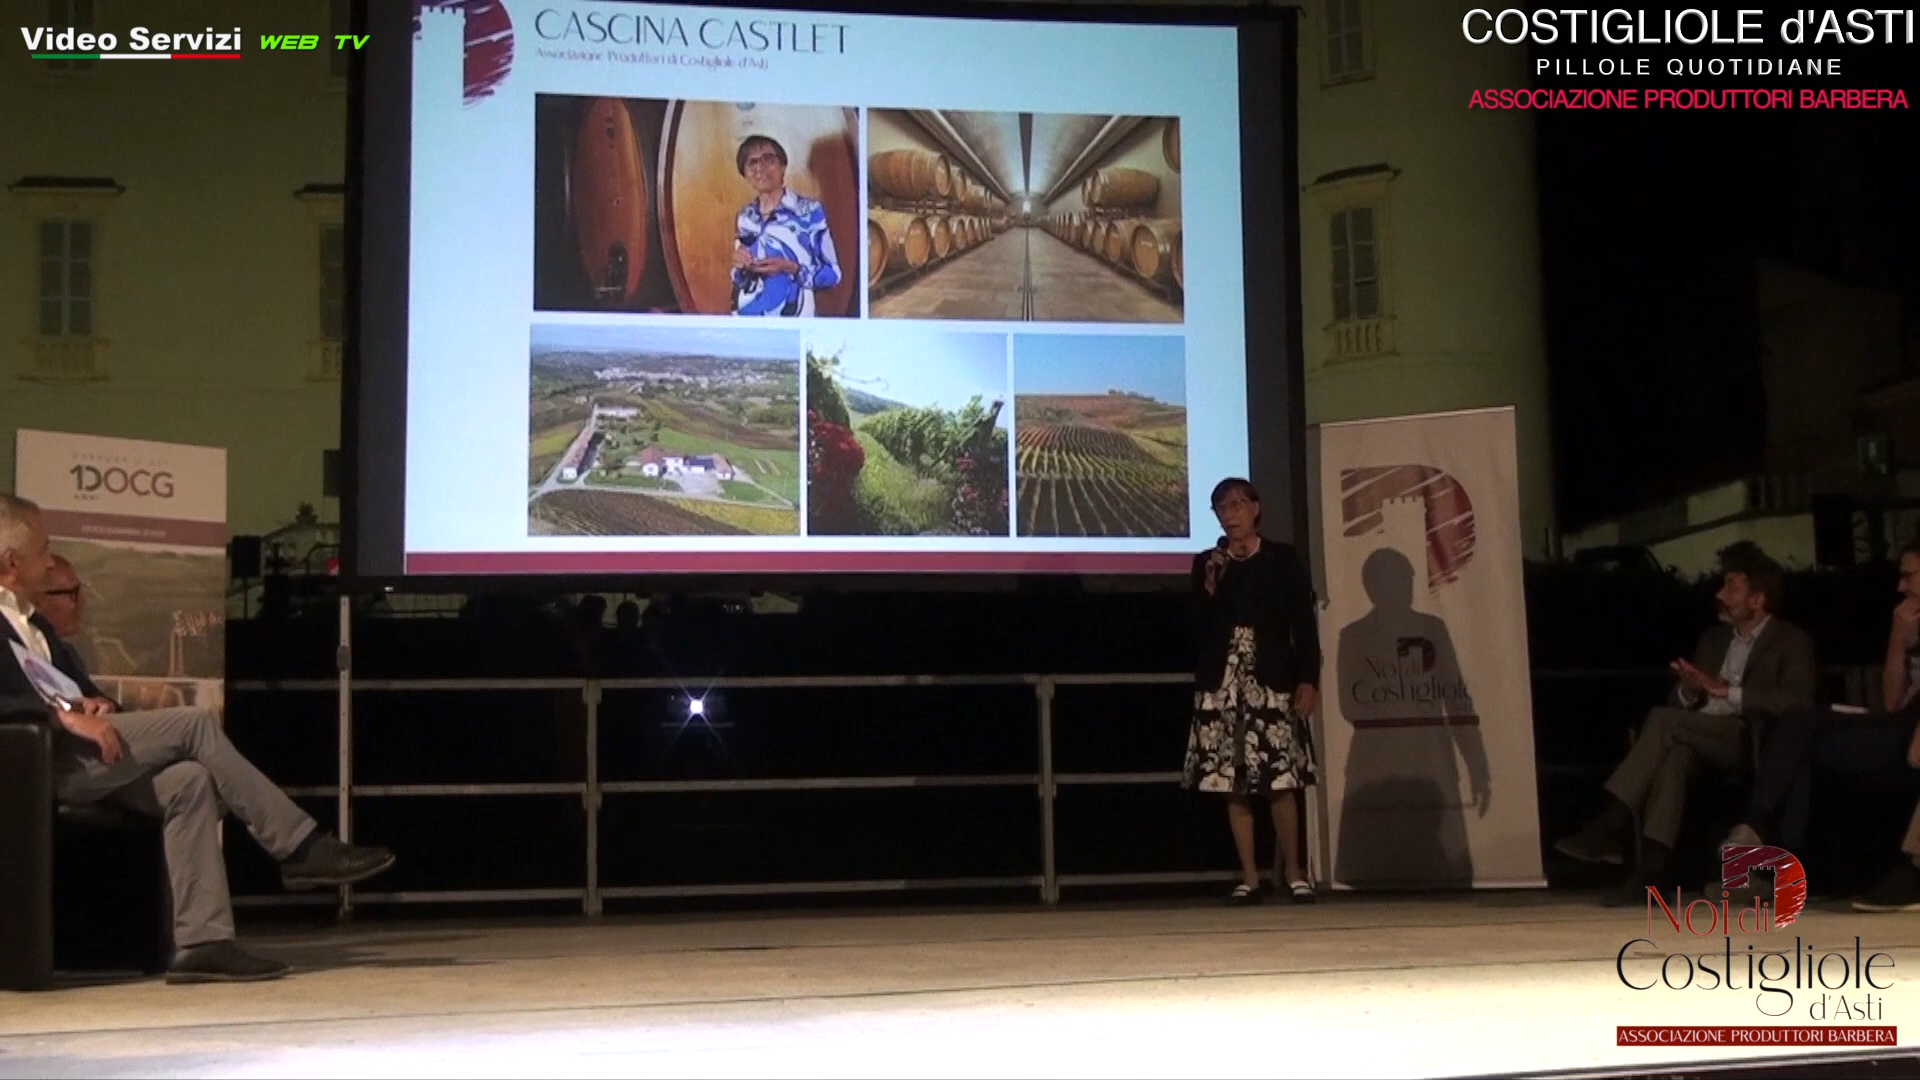 Video Servizi WEB TV
COSTIGLIOLE d'ASTI
PILLOLE QUOTIDIANE
ASSOCIAZIONE PRODUTTORI BARBERA
CASCINA CASTLET
Associazione Produttori di Costigliole d'Asti
1DOCG
Noi di
Costigliole
Noi di
Costigliole
d'Asti
ASSOCIAZIONE PRODUTTORI BARBERA